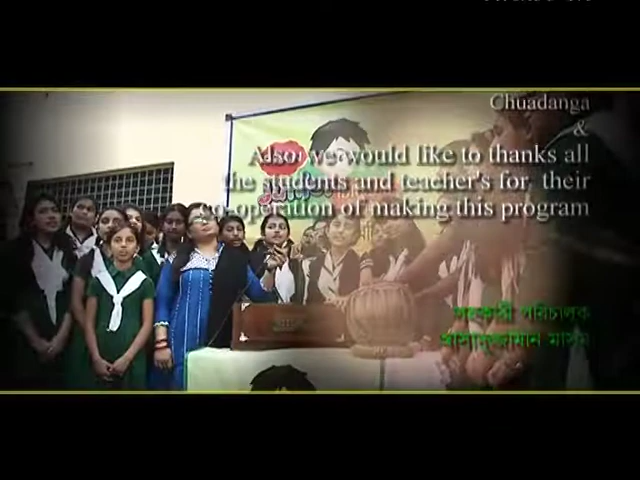 Chuadanga
&
Also we would like to thanks all
the students and teacher's for their
co-operation of making this program
সহকারী পরিচালক
আসাদুজ্জামান মাসুম